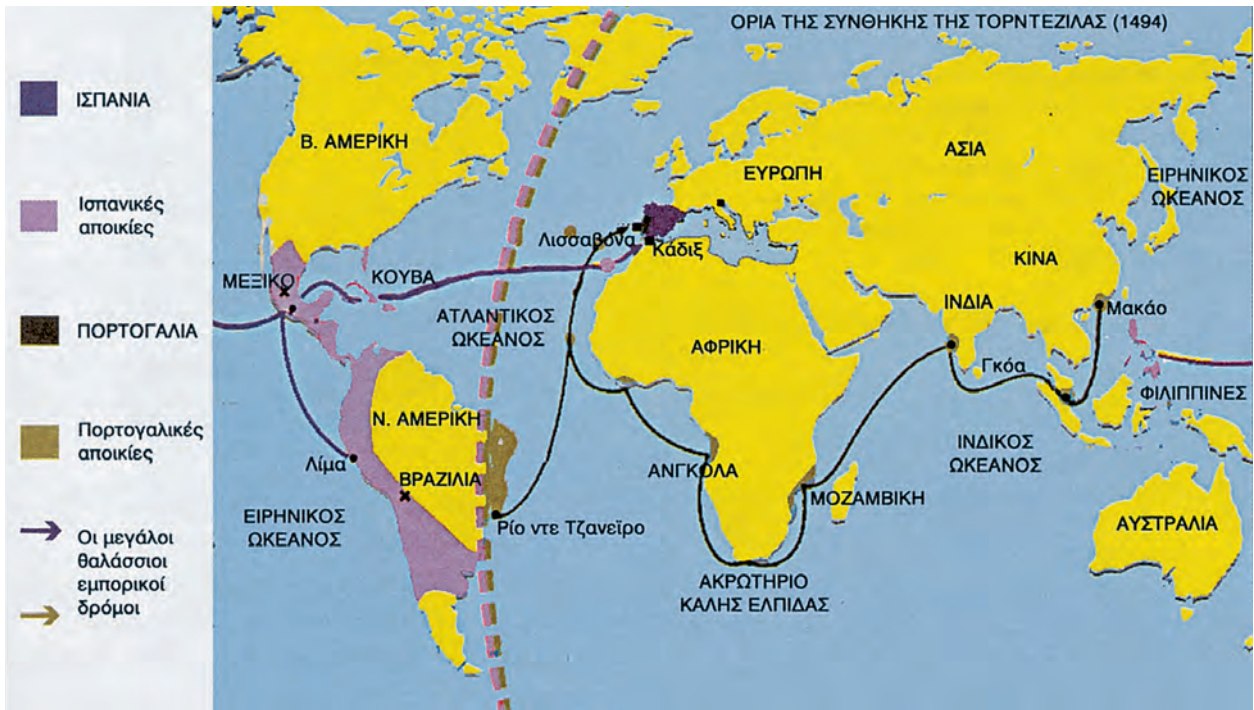 ΟΡΙΑ ΤΗΣ ΣΥΝΘΗΚΗΣ ΤΗΣ ΤΟΡΝΤΕΖΙΛΑΣ (1494)
ΙΣΠΑΝΙΑ
Ισπανικές
αποικίες
ΠΟΡΤΟΓΑΛΙΑ
Πορτογαλικές
αποικίες
Οι μεγάλοι
θαλάσσιοι
εμπορικοί
δρόμοι
Β. ΑΜΕΡΙΚΗ
ΑΣΙΑ
ΕΥΡΩΠΗ
ΕΙΡΗΝΙΚΟΣ
ΩΚΕΑΝΟΣ
Λισσαβόνα
Κάδιξ
ΚΙΝΑ
ΜΕΞΙΚΟ
ΚΟΥΒΑ
ΙΝΔΙΑ
Μακάο
ΑΤΛΑΝΤΙΚΟΣ
ΩΚΕΑΝΟΣ
ΑΦΡΙΚΗ
Γκόα
ΦΙΛΙΠΠΙΝΕΣ
Ν. ΑΜΕΡΙΚΗ
Λίμα
ΒΡΑΖΙΛΙΑ
ΑΝΓΚΟΛΑ
ΜΟΖΑΜΒΙΚΗ
ΙΝΔΙΚΟΣ
ΩΚΕΑΝΟΣ
ΕΙΡΗΝΙΚΟΣ
ΩΚΕΑΝΟΣ
Ρίο ντε Τζανεϊρο
ΑΥΣΤΡΑΛΙΑ
ΑΚΡΩΤΗΡΙΟ
ΚΑΛΗΣ ΕΛΠΙΔΑΣ